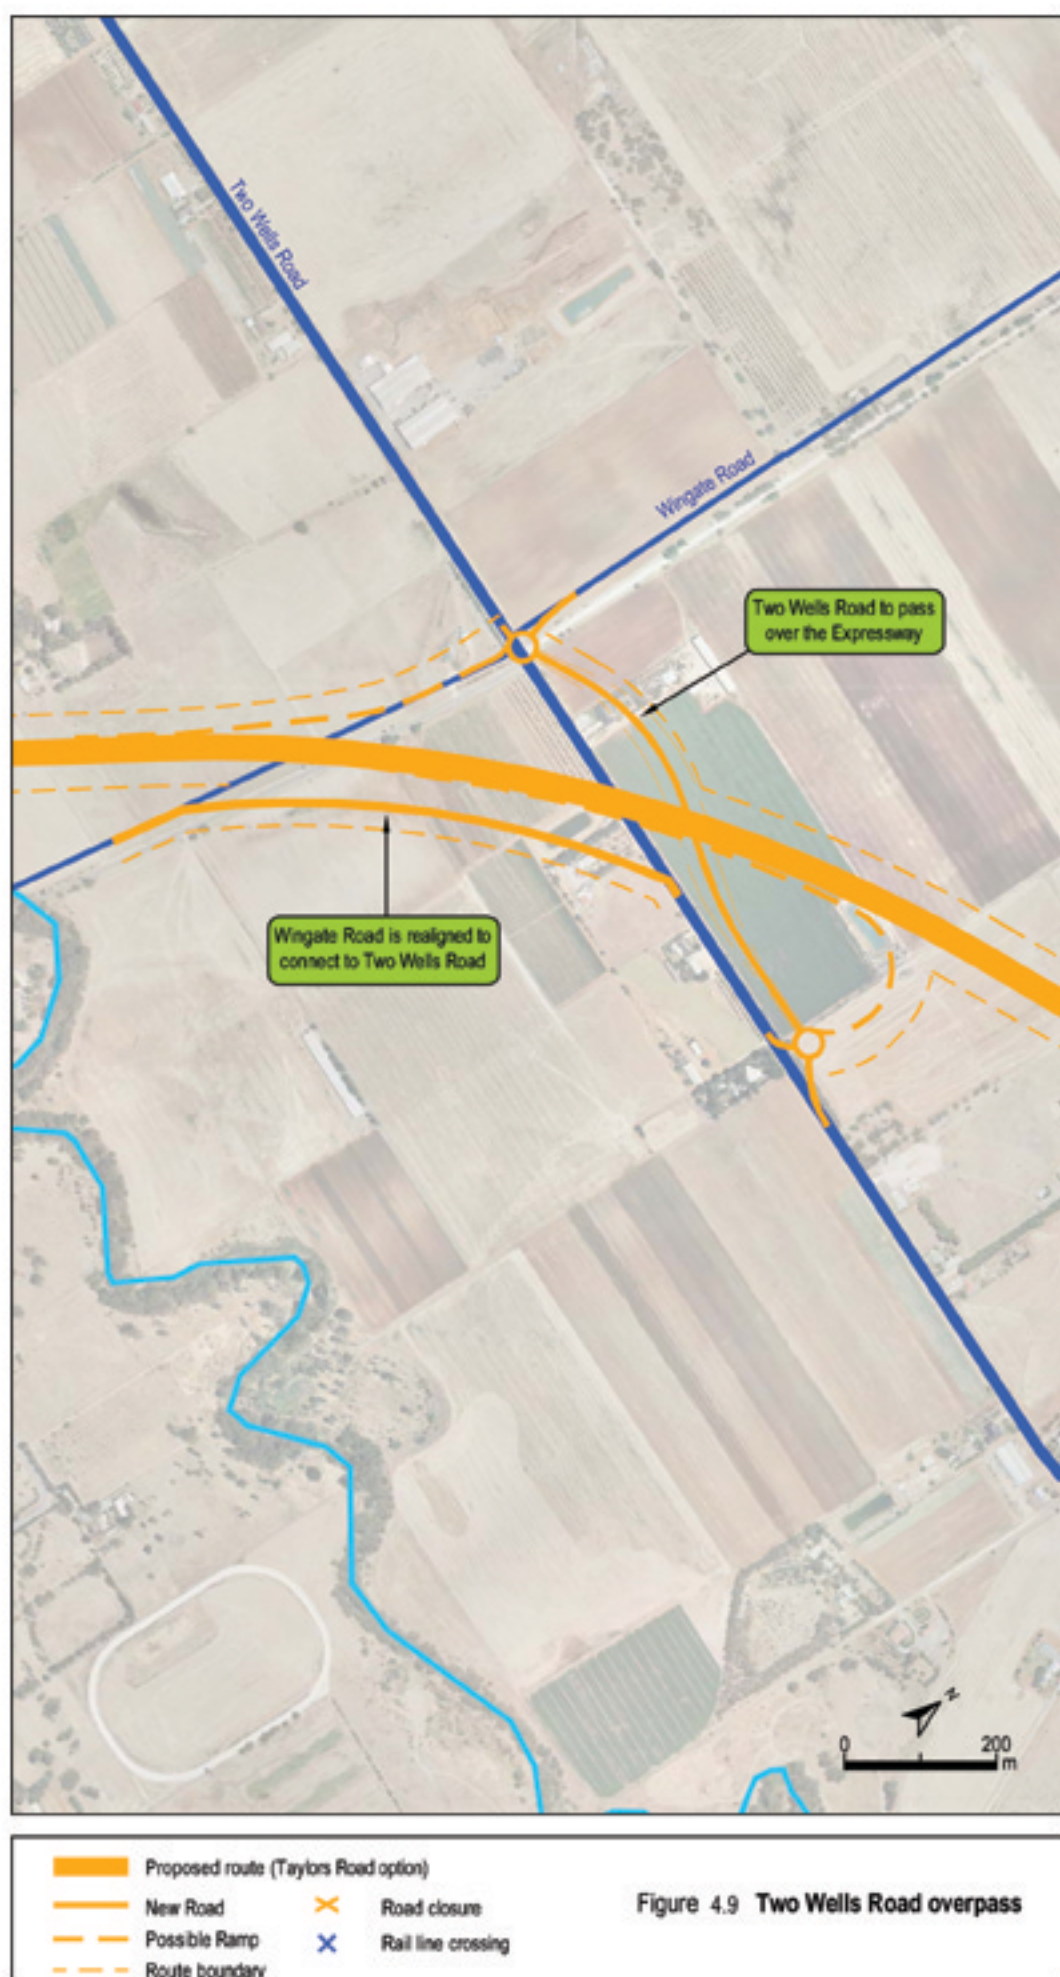 Two Wells Road
Wingate Road
Two Wells Road to pass
over the Expressway
Wingate Road is realigned to
connect to Two Wells Road
N
0 200
m
Proposed route (Taylors Road option)
New Road
Possible Ramp
Route boundary
Road closure
Rail line crossing
Figure 4.9 Two Wells Road overpass